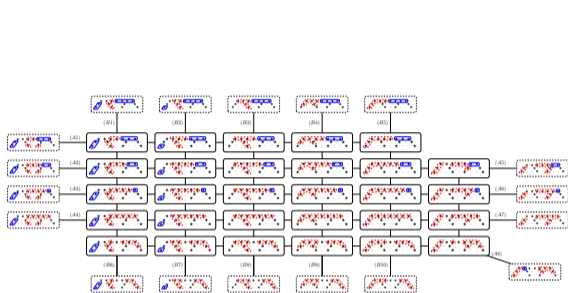 (B1) (B2) (B3) (B4) (B5)
(A1)
(A2) (A5)
(A3) (A6)
(A4) (A7)
(A8)
(B6) (B7) (B8) (B9) (B10)